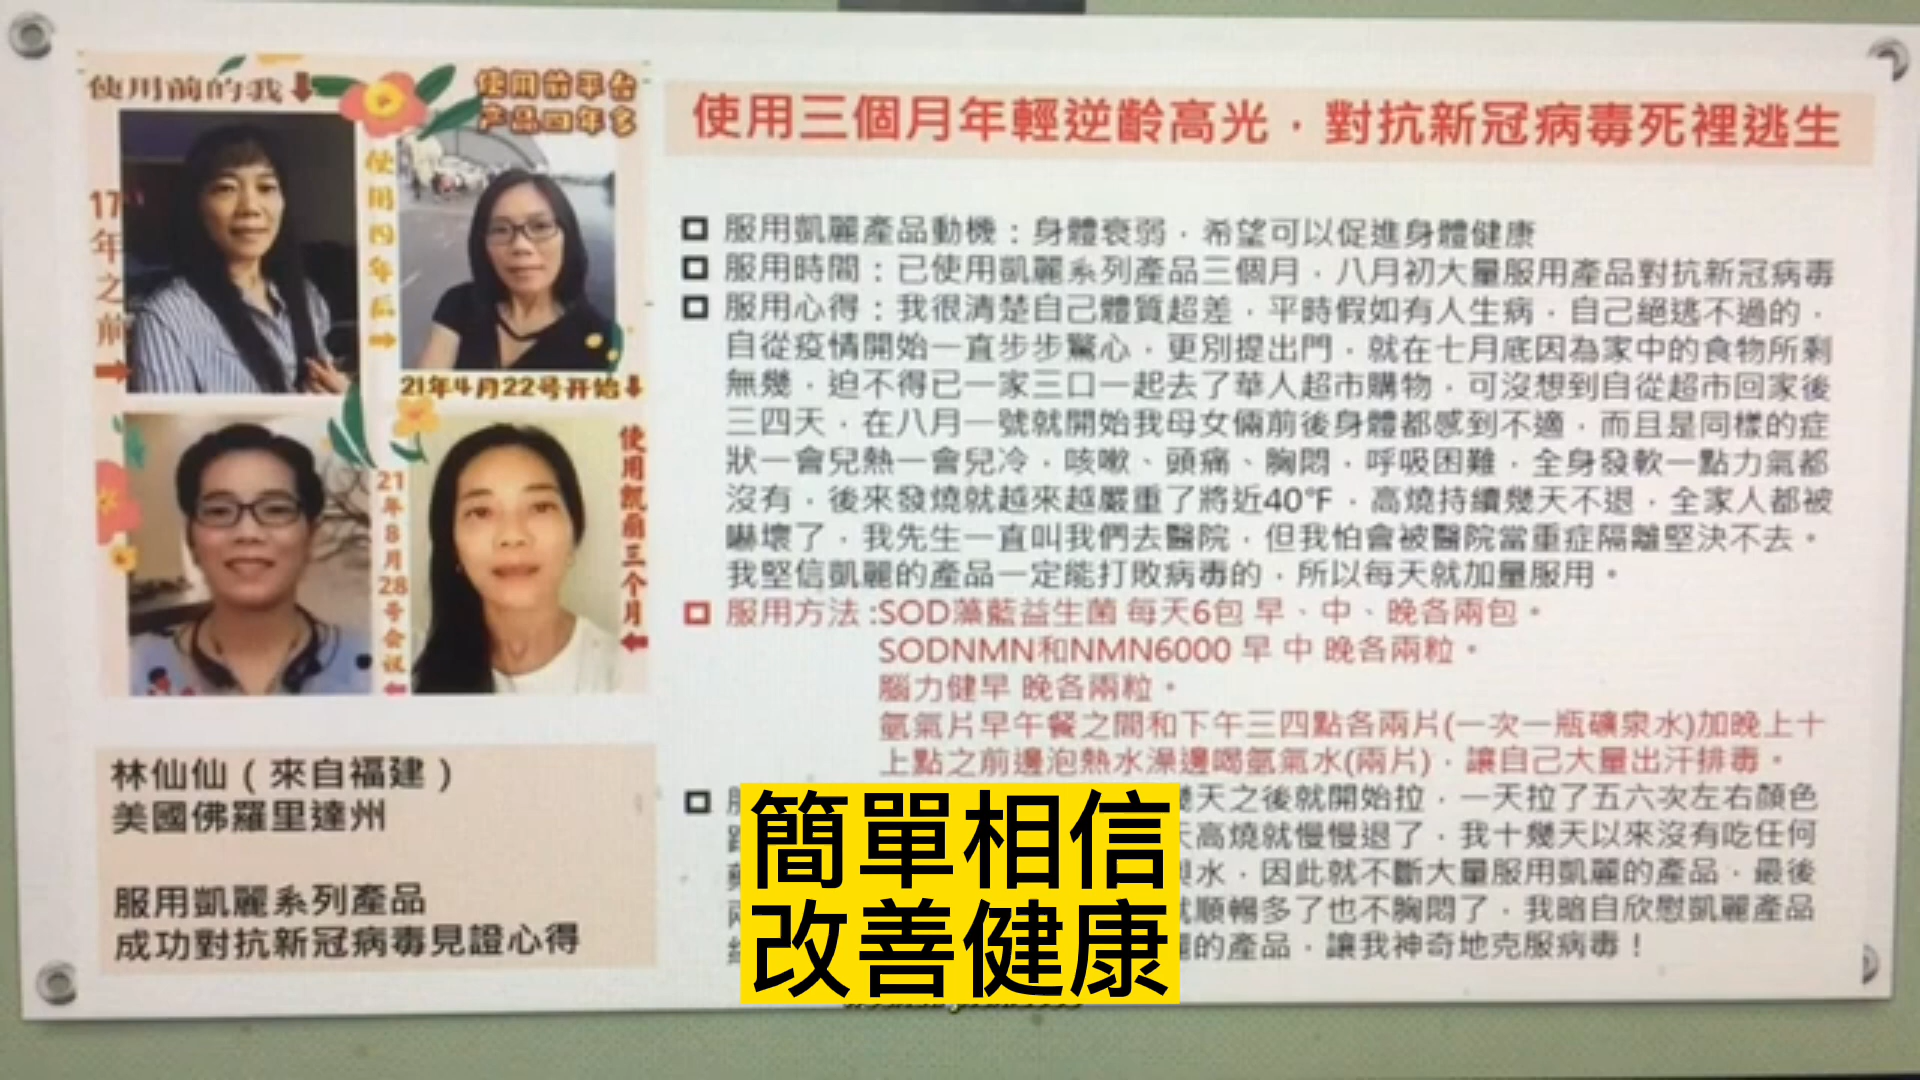 使用前的我
使用前平台
产品四年多
17年之前
使用四年后
21年4月22号开始
21年8月28号会议
使用凯丽三个月
林仙仙（來自福建）
美國佛羅里達州
服用凱麗系列產品
成功對抗新冠病毒見證心得
使用三個月年輕逆齡高光，對抗新冠病毒死裡逃生
服用凱麗產品動機：身體衰弱，希望可以促進身體健康
服用時間：已使用凱麗系列產品三個月，八月初大量服用產品對抗新冠病毒
服用心得：我很清楚自己體質超差，平時假如有人生病，自己絕逃不過的，
自從疫情開始一直步步驚心，更別提出門，就在七月底因為家中的食物所剩
無幾，迫不得已一家三口一起去了華人超市購物，可沒想到自從超市回家後
三四天，在八月一號就開始我母女倆前後身體都感到不適，而且是同樣的症
狀一會兒熱一會兒冷，咳嗽、頭痛、胸悶，呼吸困難，全身發軟一點力氣都
沒有，後來發燒就越來越嚴重了將近40°F，高燒持續幾天不退，全家人都被
嚇壞了，我先生一直叫我們去醫院，但我怕會被醫院當重症隔離堅決不去。
我堅信凱麗的產品一定能打敗病毒的，所以每天就加量服用。
服用方法:SOD藻藍益生菌 每天6包 早、中、晚各兩包。
SODNMN和NMN6000 早 中 晚各兩粒。
腦力健早 晚各兩粒。
氫氣片早午餐之間和下午三四點各兩片(一次一瓶礦泉水)加晚上十
上點之前邊泡熱水澡邊喝氫氣水(兩片)，讓自己大量出汗排毒。
幾天之後就開始拉，一天拉了五六次左右顏色
天高燒就慢慢退了，我十幾天以來沒有吃任何
水，因此就不斷大量服用凱麗的產品，最後
順暢多了也不胸悶了，我暗自欣慰凱麗產品
的產品，讓我神奇地克服病毒！
簡單相信
改善健康